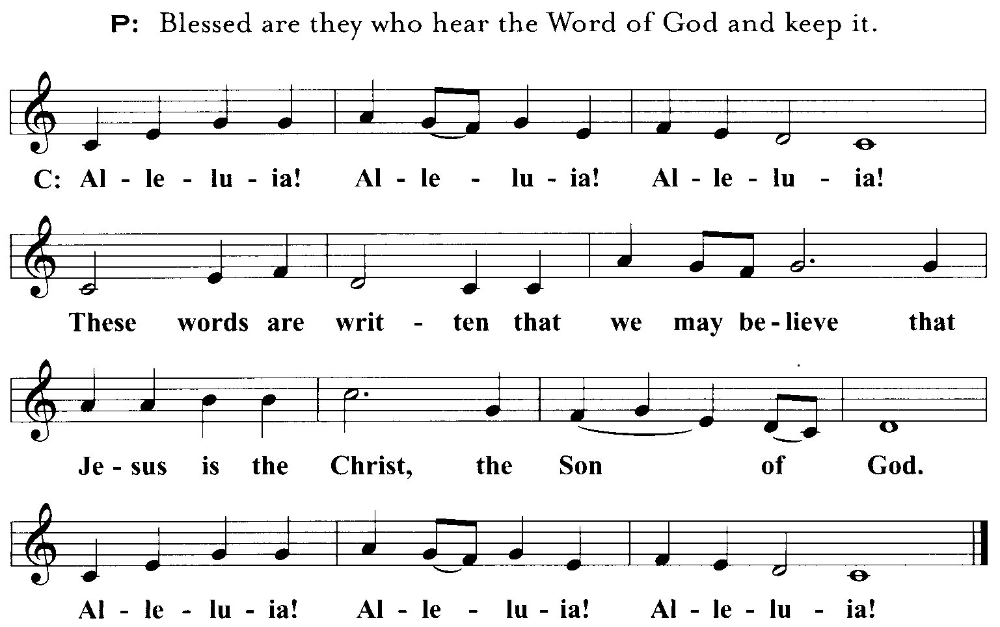 P: Blessed are they who hear the Word of God and keep it.
C: Al - le - lu - ia! Al - le - lu - ia! Al - le - lu - ia!
These words are writ - ten that we may be - lieve that
Je - sus is the Christ, the Son of God.
Al - le - lu - ia! Al - le - lu - ia! Al - le - lu - ia!